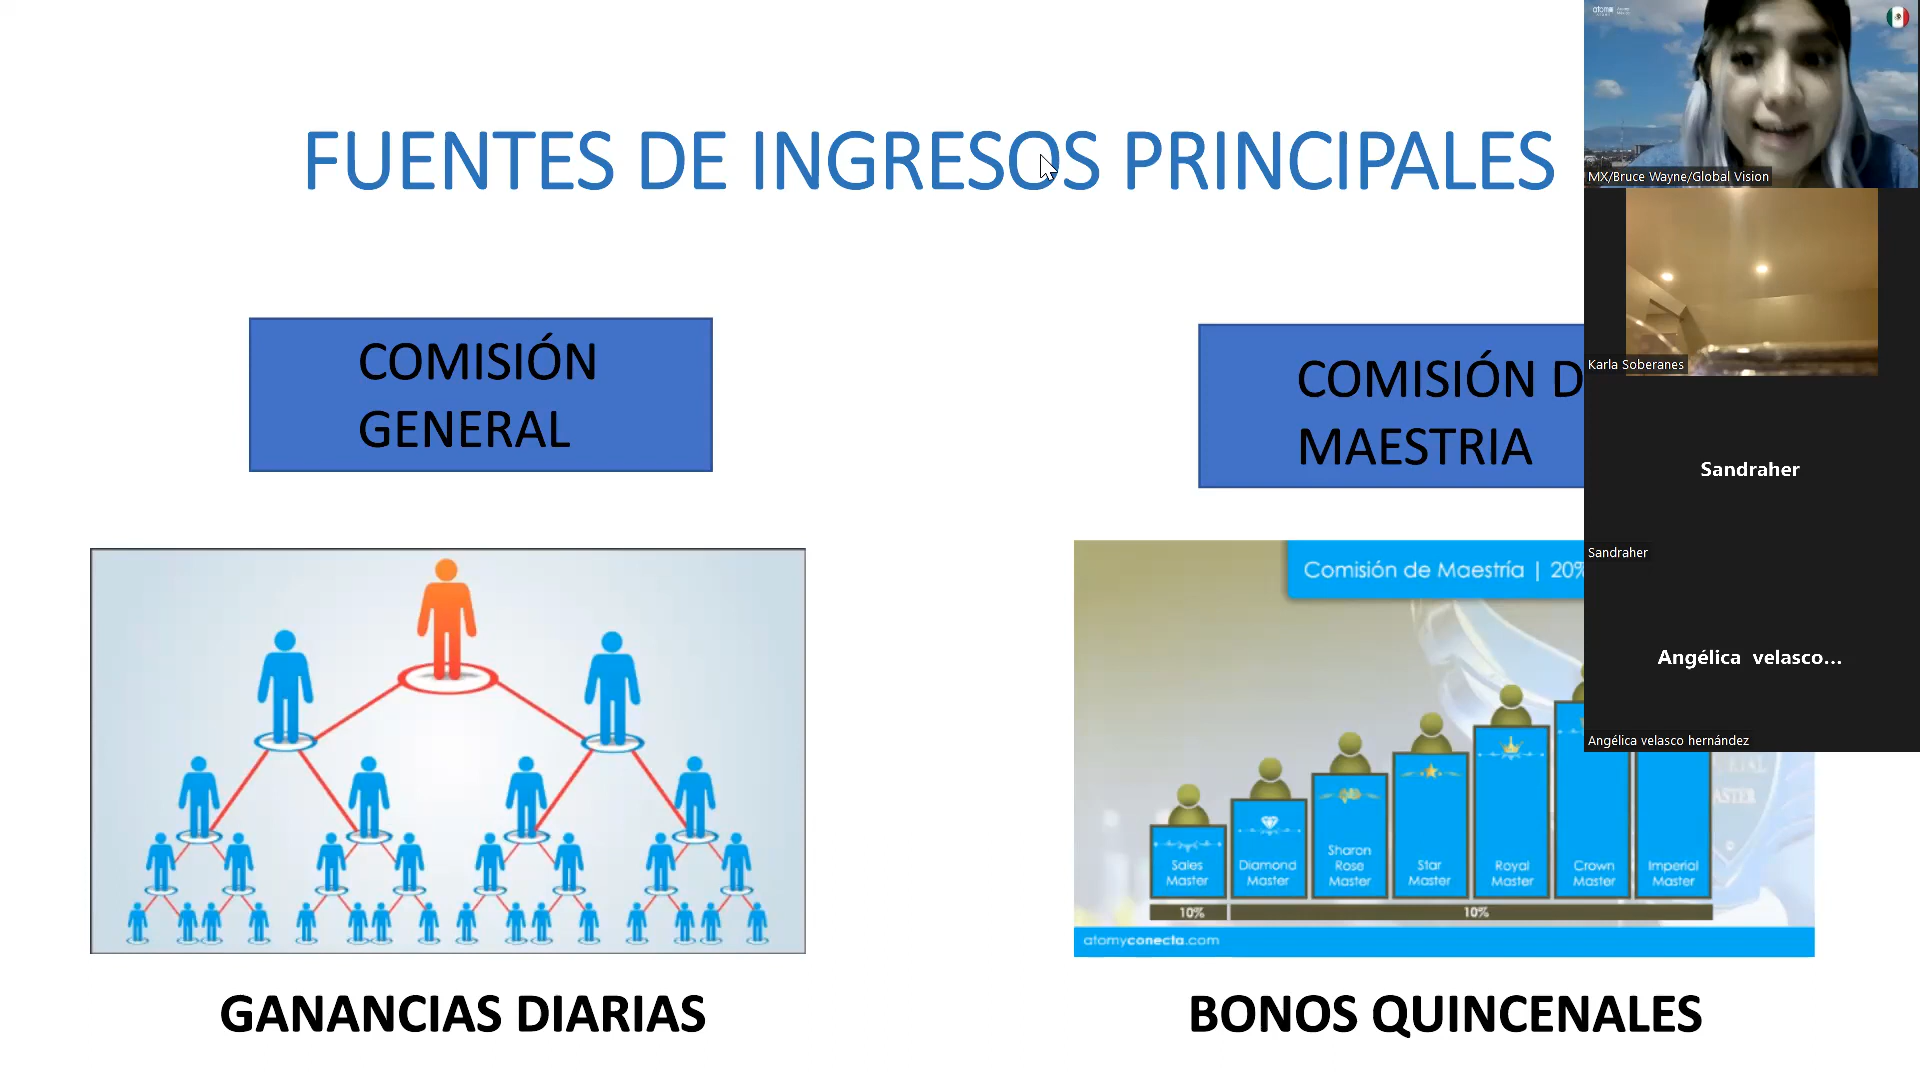 FUENTES DE INGRESOS PRINCIPALES
COMISIÓN
GENERAL
COMISIÓN D
MAESTRIA
Comisión de Maestría | 20%
Sales
Master
Diamond
Master
Sharon
Rose
Master
Star
Master
Royal
Master
Crown
Master
Imperial
Master
10%
10%
atomyconecta.com
GANANCIAS DIARIAS
BONOS QUINCENALES
atomy
MX/Bruce Wayne/Global Vision
Karla Soberanes
Sandraher
Sandraher
Angélica velasco...
Angélica velasco hernández